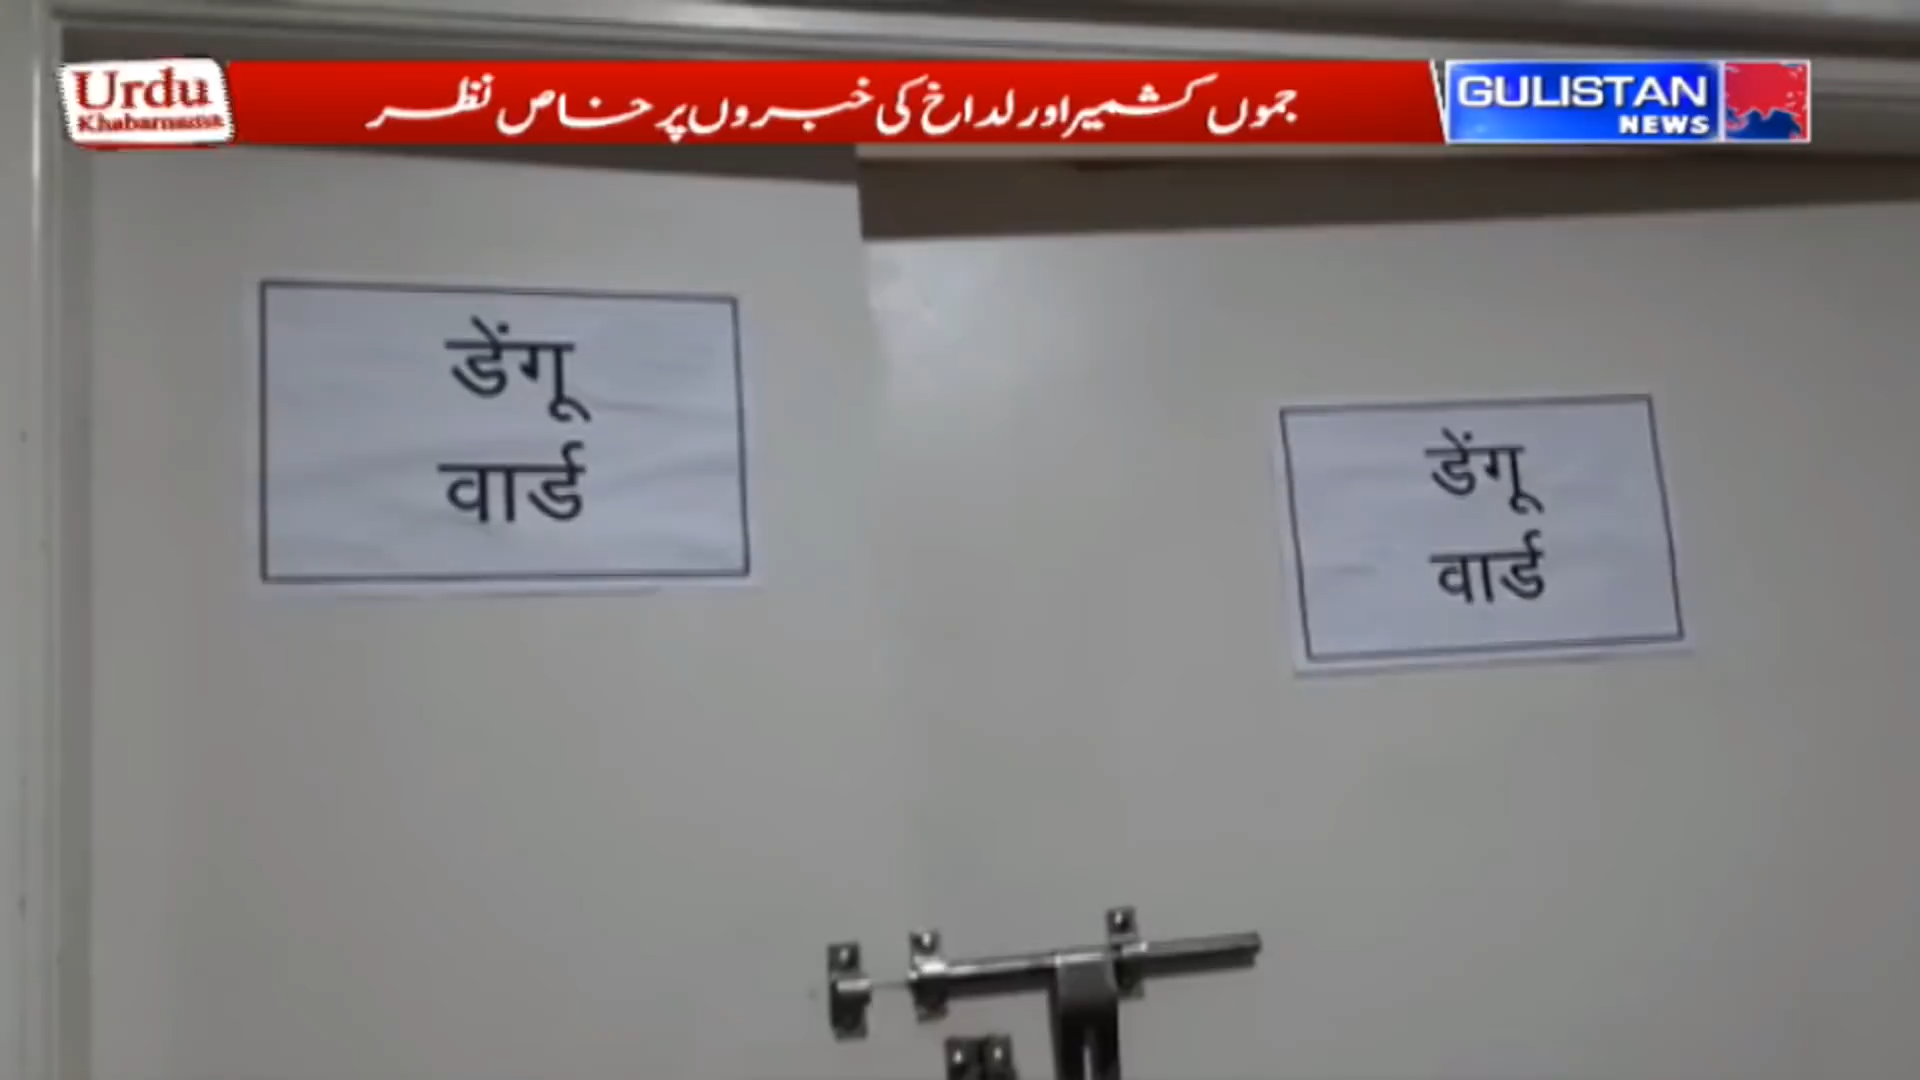 Urdu
Khabarnama
جموں کشمیر اور لداخ کی خبروں پر خاص نظر
GULISTAN
NEWS
डेंगू
वार्ड
डेंगू
वार्ड